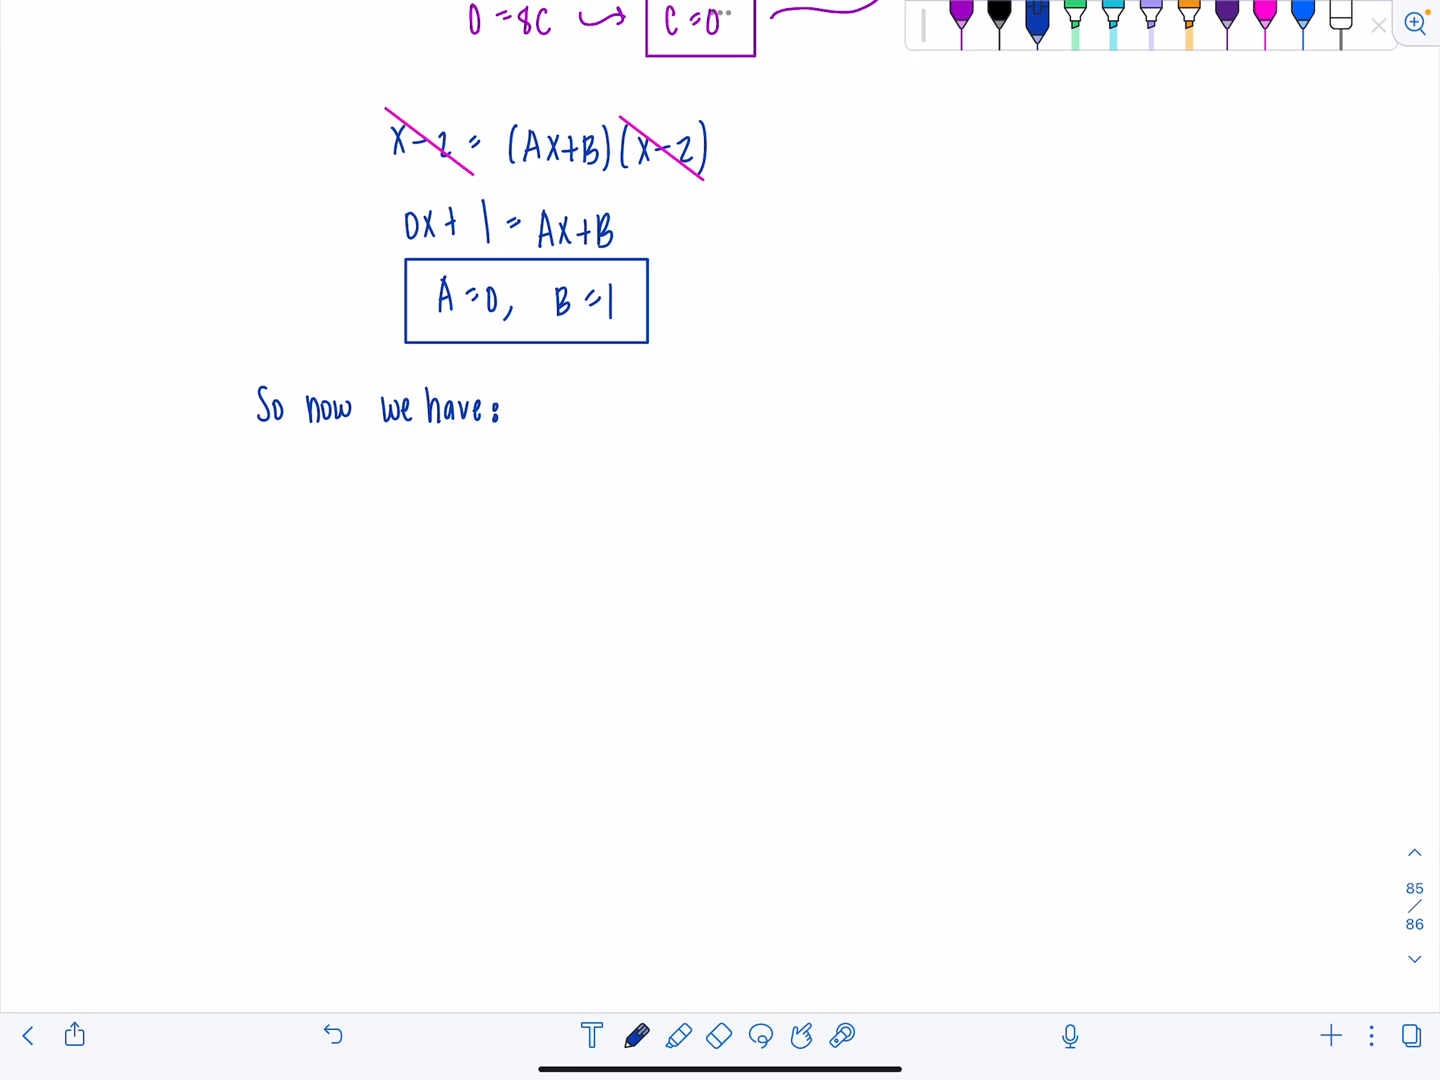 0 = 8C C = 0
x - 2 = (Ax+B)(x-2)
0x + 1 = Ax+B
A = 0, B = 1
So now we have:
85
/
86
T